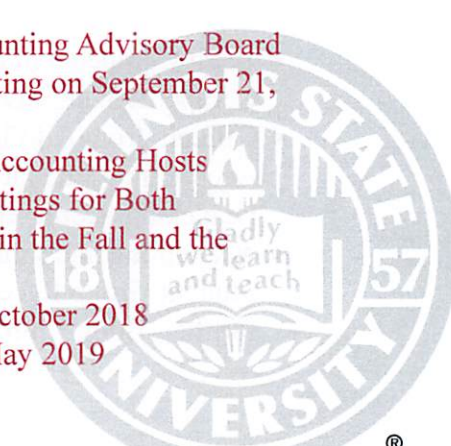 unting Advisory Board
ting on September 21,
ccounting Hosts
tings for Both
in the Fall and the
ctober 2018
ay 2019
ILLINOIS STATE UNIVERSITY
Gladly
we learn
and teach
18 57
®